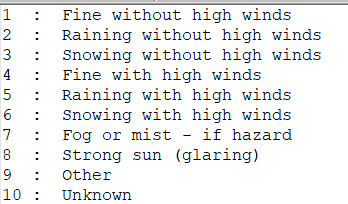 1 : Fine without high winds
2 : Raining without high winds
3 : Snowing without high winds
4 : Fine with high winds
5 : Raining with high winds
6 : Snowing with high winds
7 : Fog or mist - if hazard
8 : Strong sun (glaring)
9 : Other
10 : Unknown